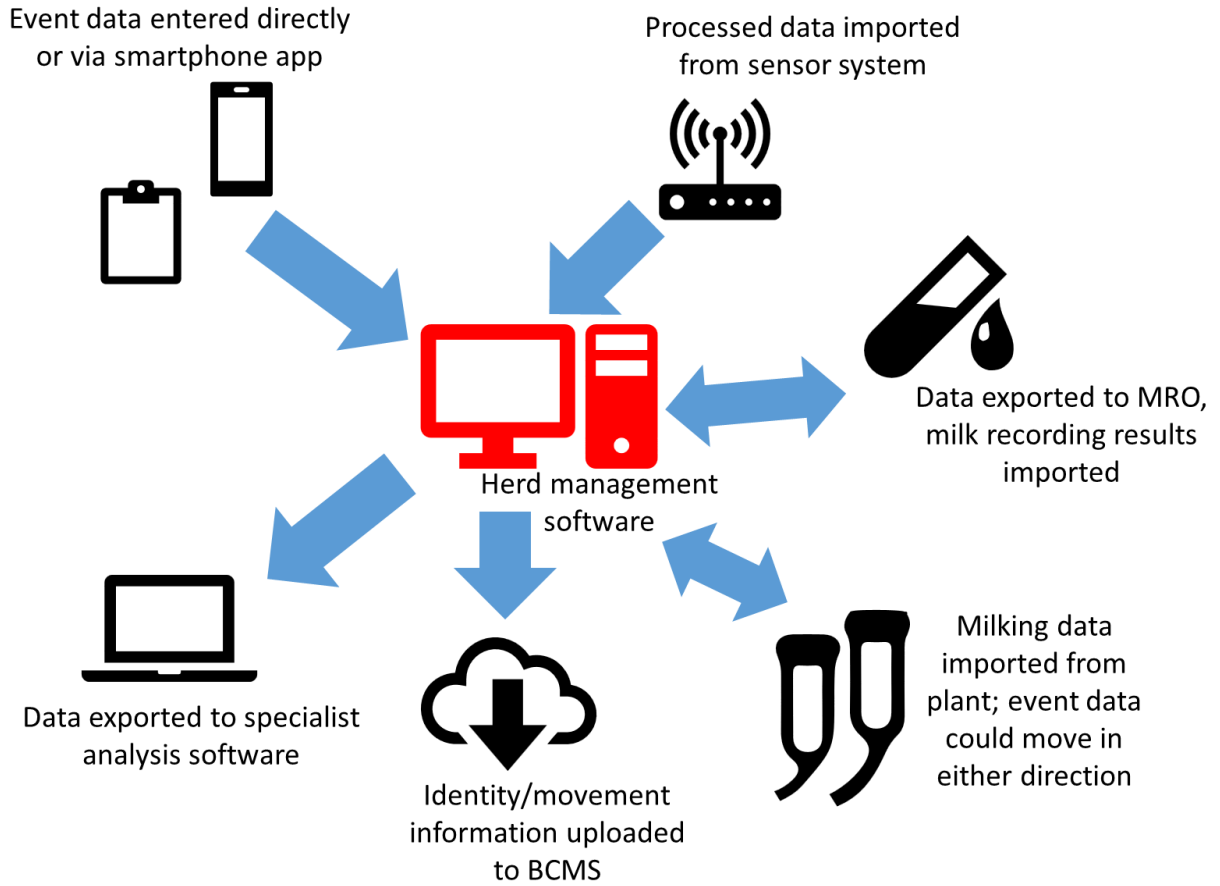 Event data entered directly
or via smartphone app
Processed data imported
from sensor system
Data exported to MRO,
milk recording results
imported
Herd management
software
Milking data
imported from
plant; event data
could move in
either direction
Data exported to specialist
analysis software
Identity/movement
information uploaded
to BCMS